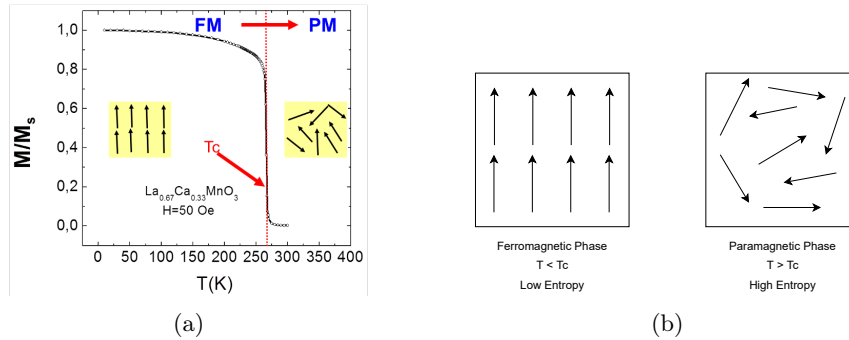 FM PM
1,0
0,8
0,6
0,4
0,2
0,0
M/Mₛ
Tc
La₀.₆₇Ca₀.₃₃MnO₃
H=50 Oe
0 50 100 150 200 250 300 350 400
T(K)
(a)
Ferromagnetic Phase
T < Tc
Low Entropy
Paramagnetic Phase
T > Tc
High Entropy
(b)